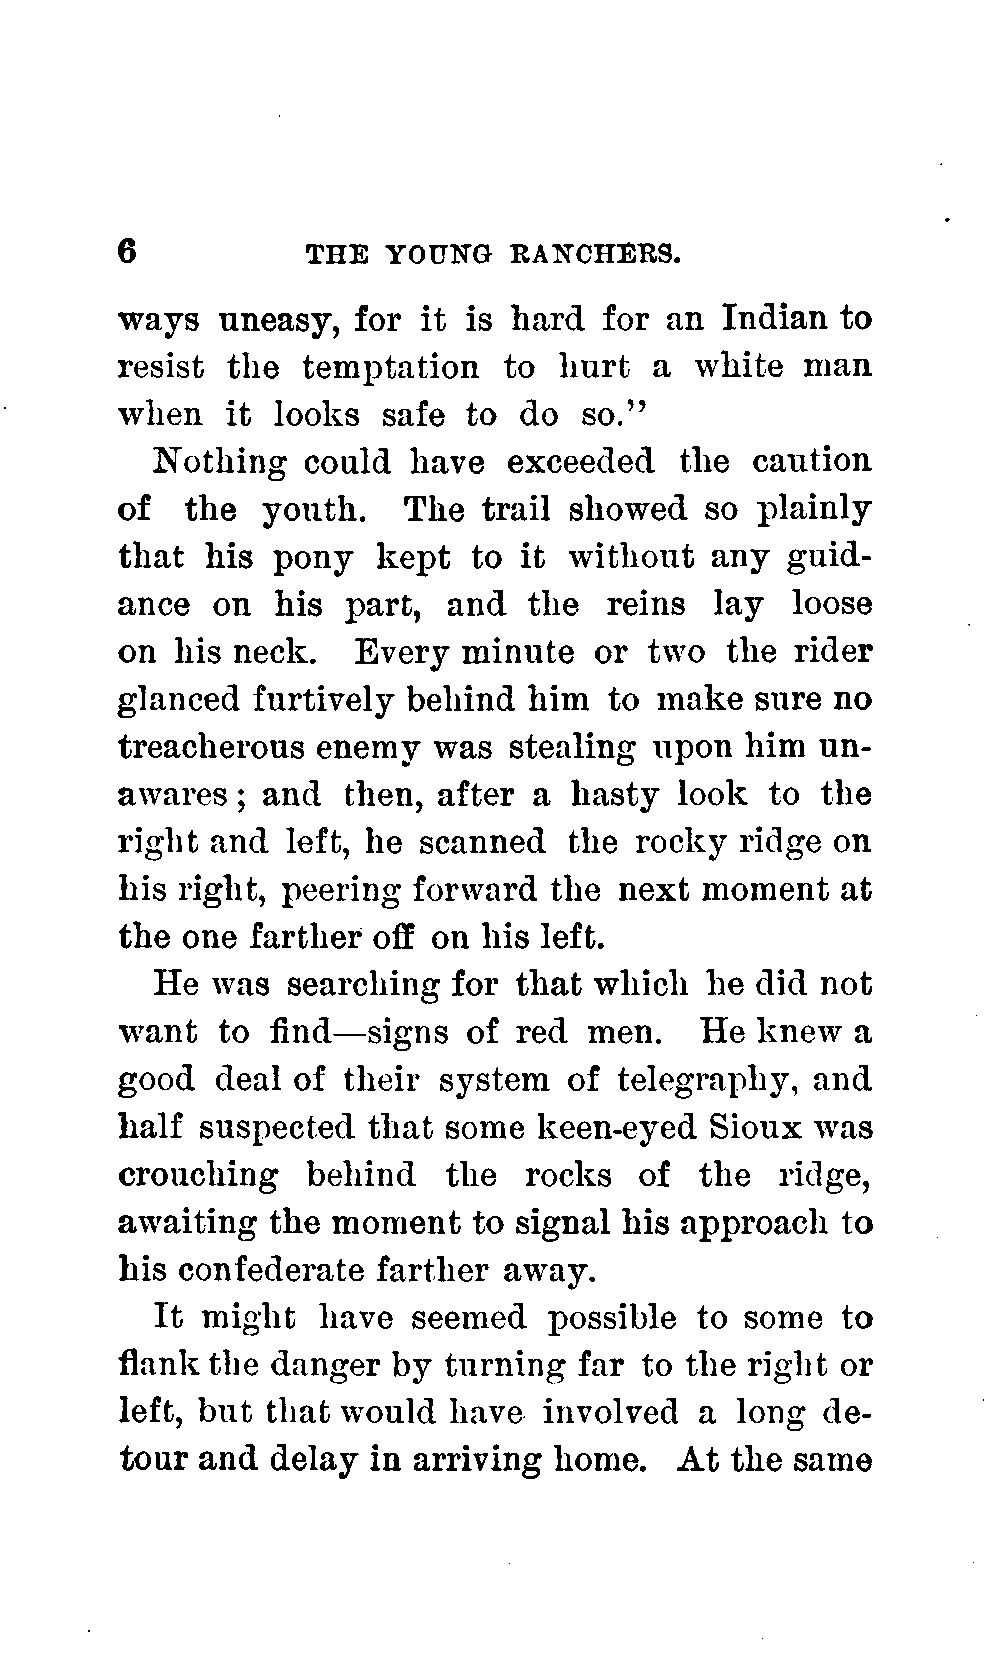 6 THE YOUNG RANCHERS.
ways uneasy, for it is hard for an Indian to
resist the temptation to hurt a white man
when it looks safe to do so."
Nothing could have exceeded the caution
of the youth. The trail showed so plainly
that his pony kept to it without any guid-
ance on his part, and the reins lay loose
on his neck. Every minute or two the rider
glanced furtively behind him to make sure no
treacherous enemy was stealing upon him un-
awares; and then, after a hasty look to the
right and left, he scanned the rocky ridge on
his right, peering forward the next moment at
the one farther off on his left.
He was searching for that which he did not
want to find—signs of red men. He knew a
good deal of their system of telegraphy, and
half suspected that some keen-eyed Sioux was
crouching behind the rocks of the ridge,
awaiting the moment to signal his approach to
his confederate farther away.
It might have seemed possible to some to
flank the danger by turning far to the right or
left, but that would have involved a long de-
tour and delay in arriving home. At the same